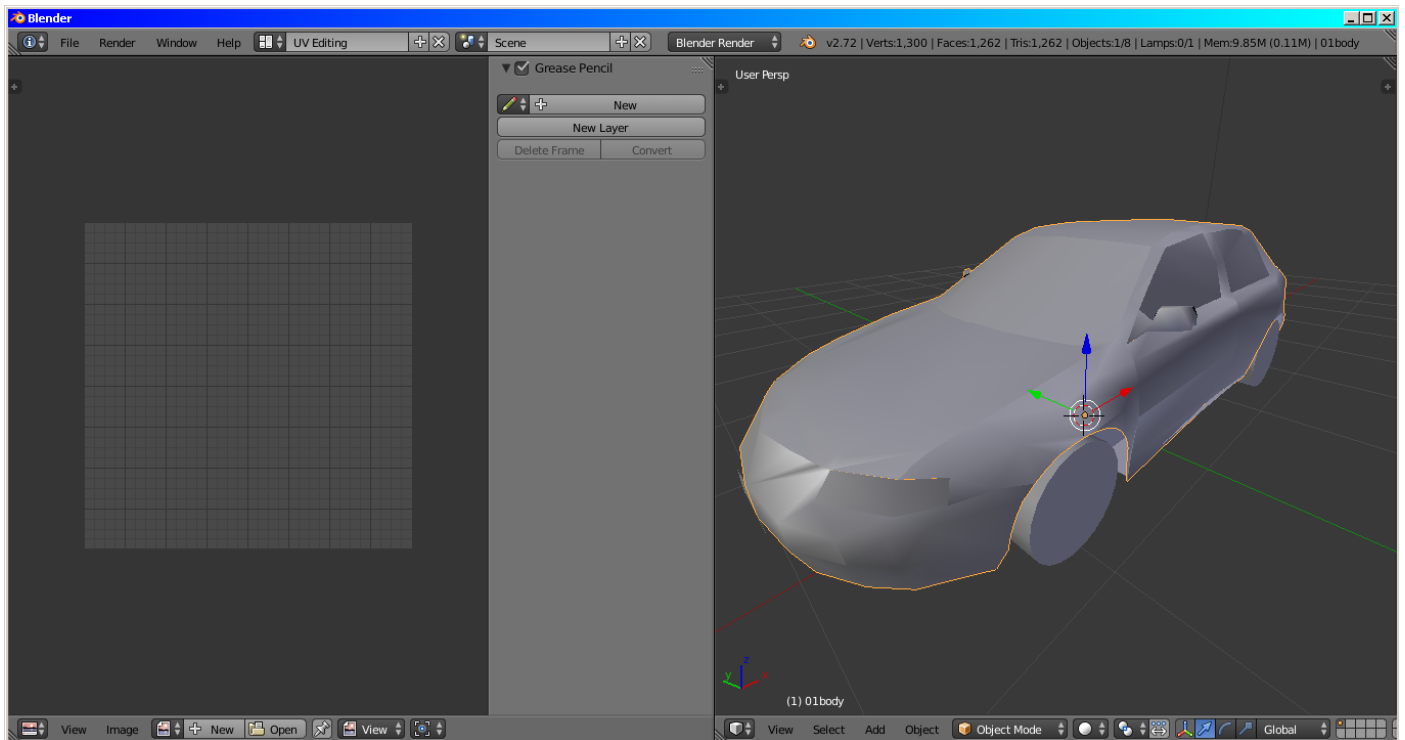 Blender
File Render Window Help UV Editing Scene Blender Render v2.72 | Verts:1,300 | Faces:1,262 | Tris:1,262 | Objects:1/8 | Lamps:0/1 | Mem:9.85M (0.11M) | 01body
Grease Pencil
New
New Layer
Delete Frame Convert
User Persp
z
y x
(1) 01body
View Image New Open View
View Select Add Object Object Mode Global